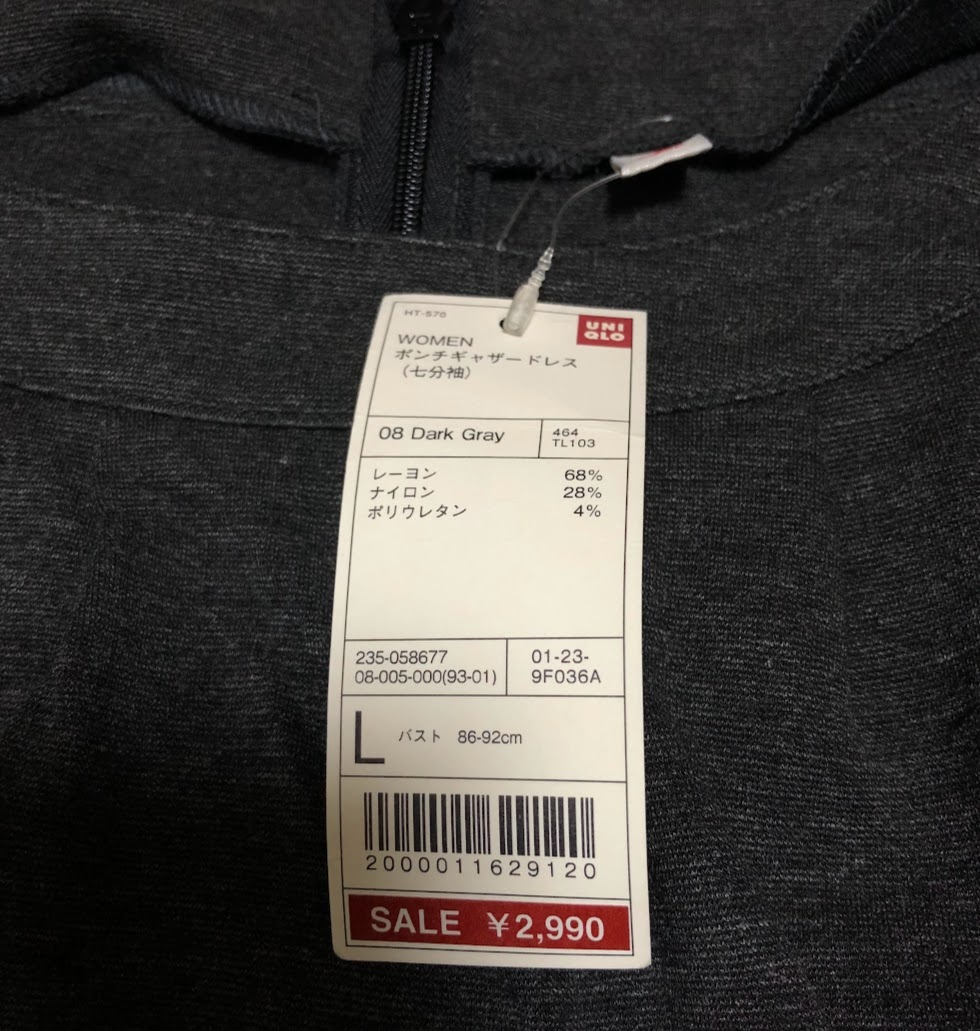 HT-570
UNI
QLO
WOMEN
ポンチギャザードレス
（七分袖）
08 Dark Gray
464
TL103
レーヨン 68%
ナイロン 28%
ポリウレタン 4%
235-058677
08-005-000(93-01)
01-23-
9F036A
L バスト 86-92cm
2000011629120
SALE ¥2,990